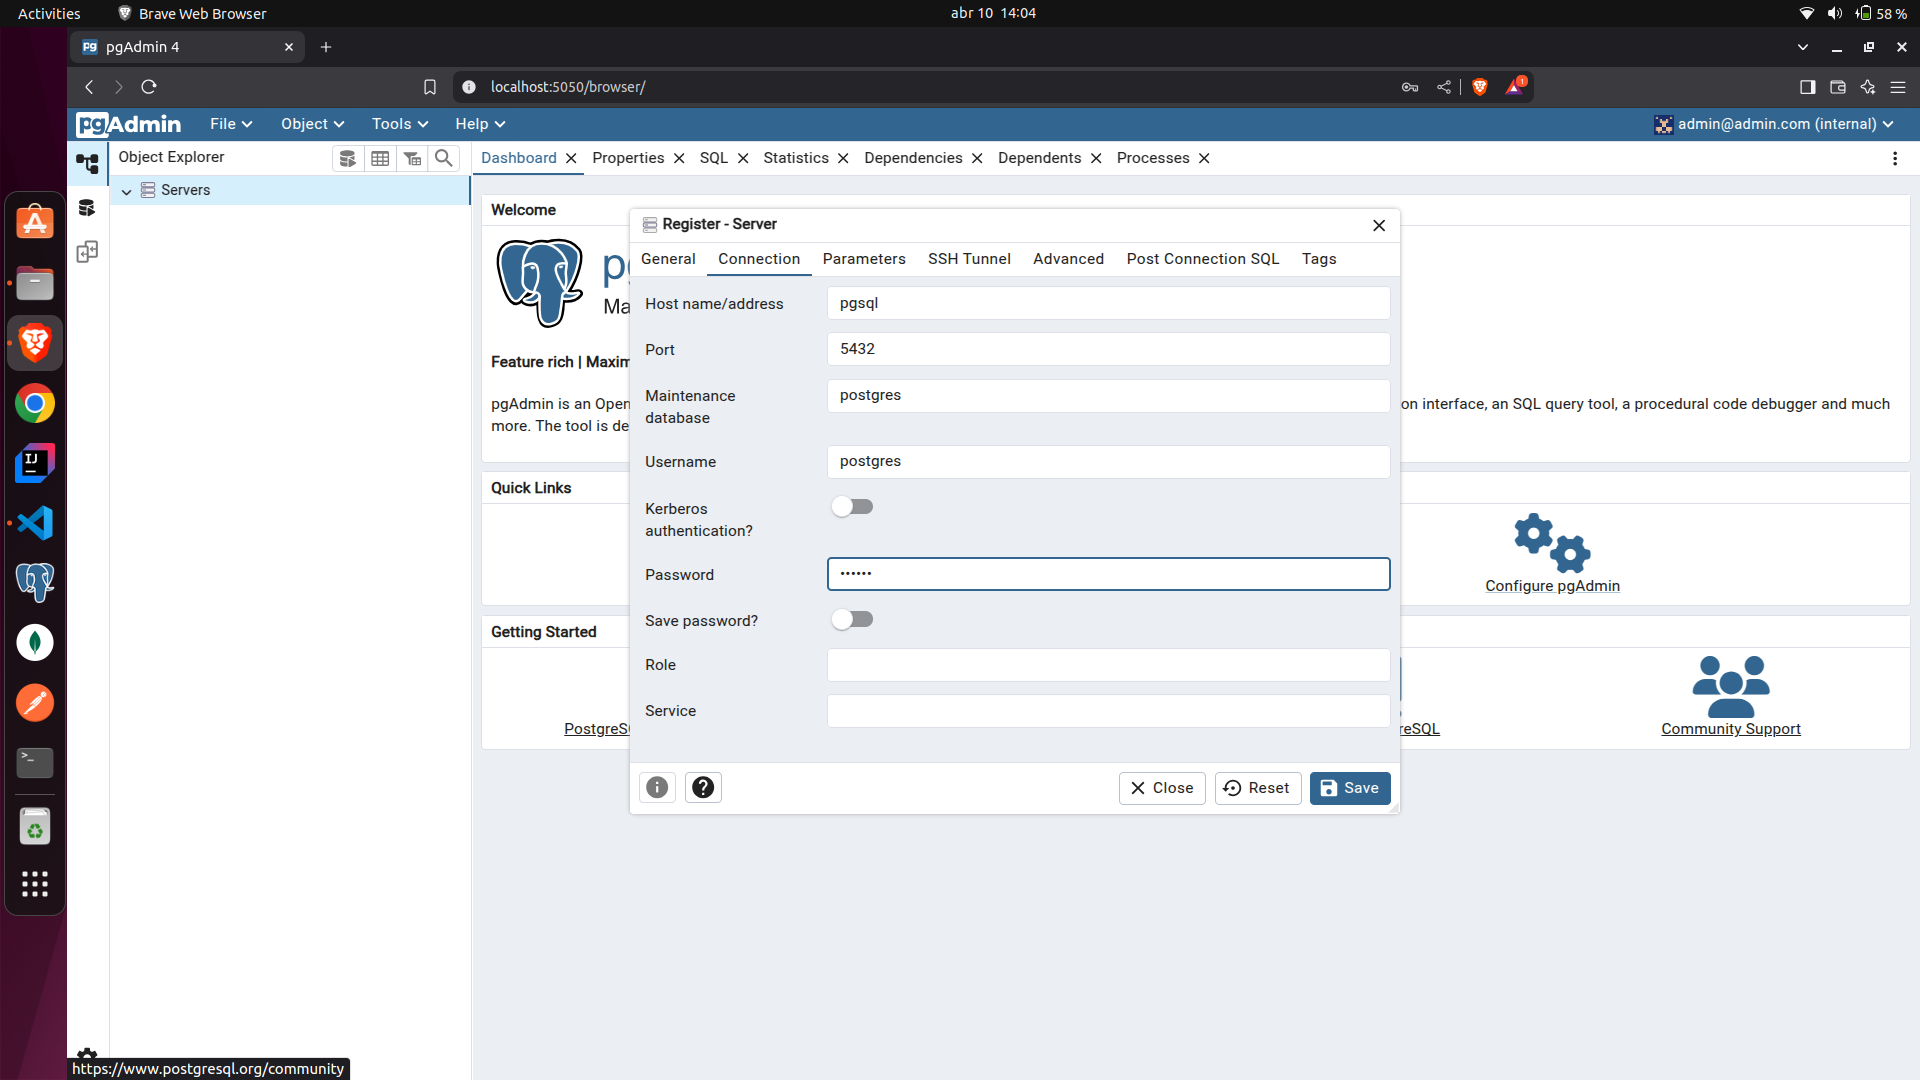 Activities
Brave Web Browser
abr 10 14:04
58 %
pg pgAdmin 4
localhost:5050/browser/
1
pgAdmin
File
Object
Tools
Help
admin@admin.com (internal)
Object Explorer
Dashboard
Properties
SQL
Statistics
Dependencies
Dependents
Processes
Servers
Welcome
Register - Server
General
Connection
Parameters
SSH Tunnel
Advanced
Post Connection SQL
Tags
Host name/address
pgsql
Port
5432
Maintenance
database
postgres
Username
postgres
Kerberos
authentication?
Password
••••••
Save password?
Role
Service
Close
Reset
Save
Feature rich | Maxim
pgAdmin is an Open
on interface, an SQL query tool, a procedural code debugger and much
more. The tool is de
Quick Links
Configure pgAdmin
Getting Started
PostgreS
reSQL
Community Support
https://www.postgresql.org/community